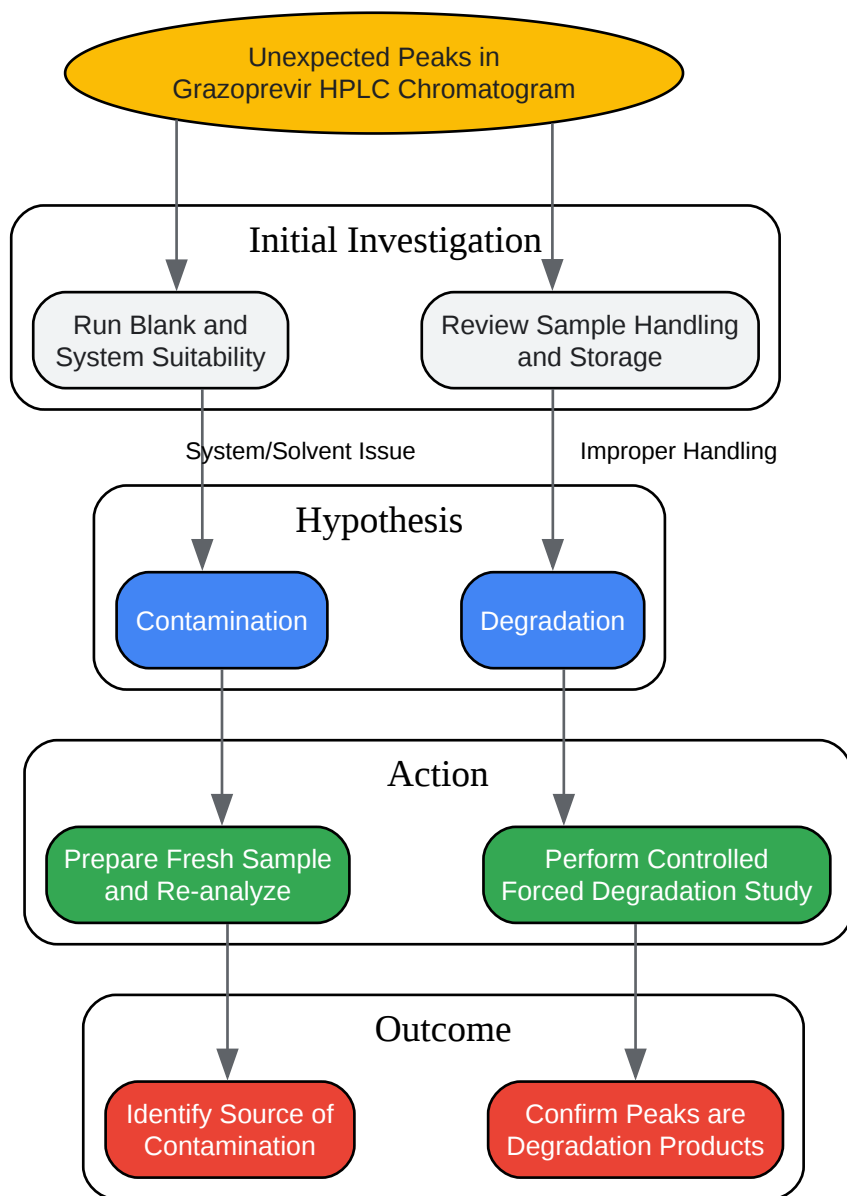 Unexpected Peaks in
Grazoprevir HPLC Chromatogram
Initial Investigation
Run Blank and
System Suitability
Review Sample Handling
and Storage
System/Solvent Issue
Improper Handling
Hypothesis
Contamination
Degradation
Action
Prepare Fresh Sample
and Re-analyze
Perform Controlled
Forced Degradation Study
Outcome
Identify Source of
Contamination
Confirm Peaks are
Degradation Products